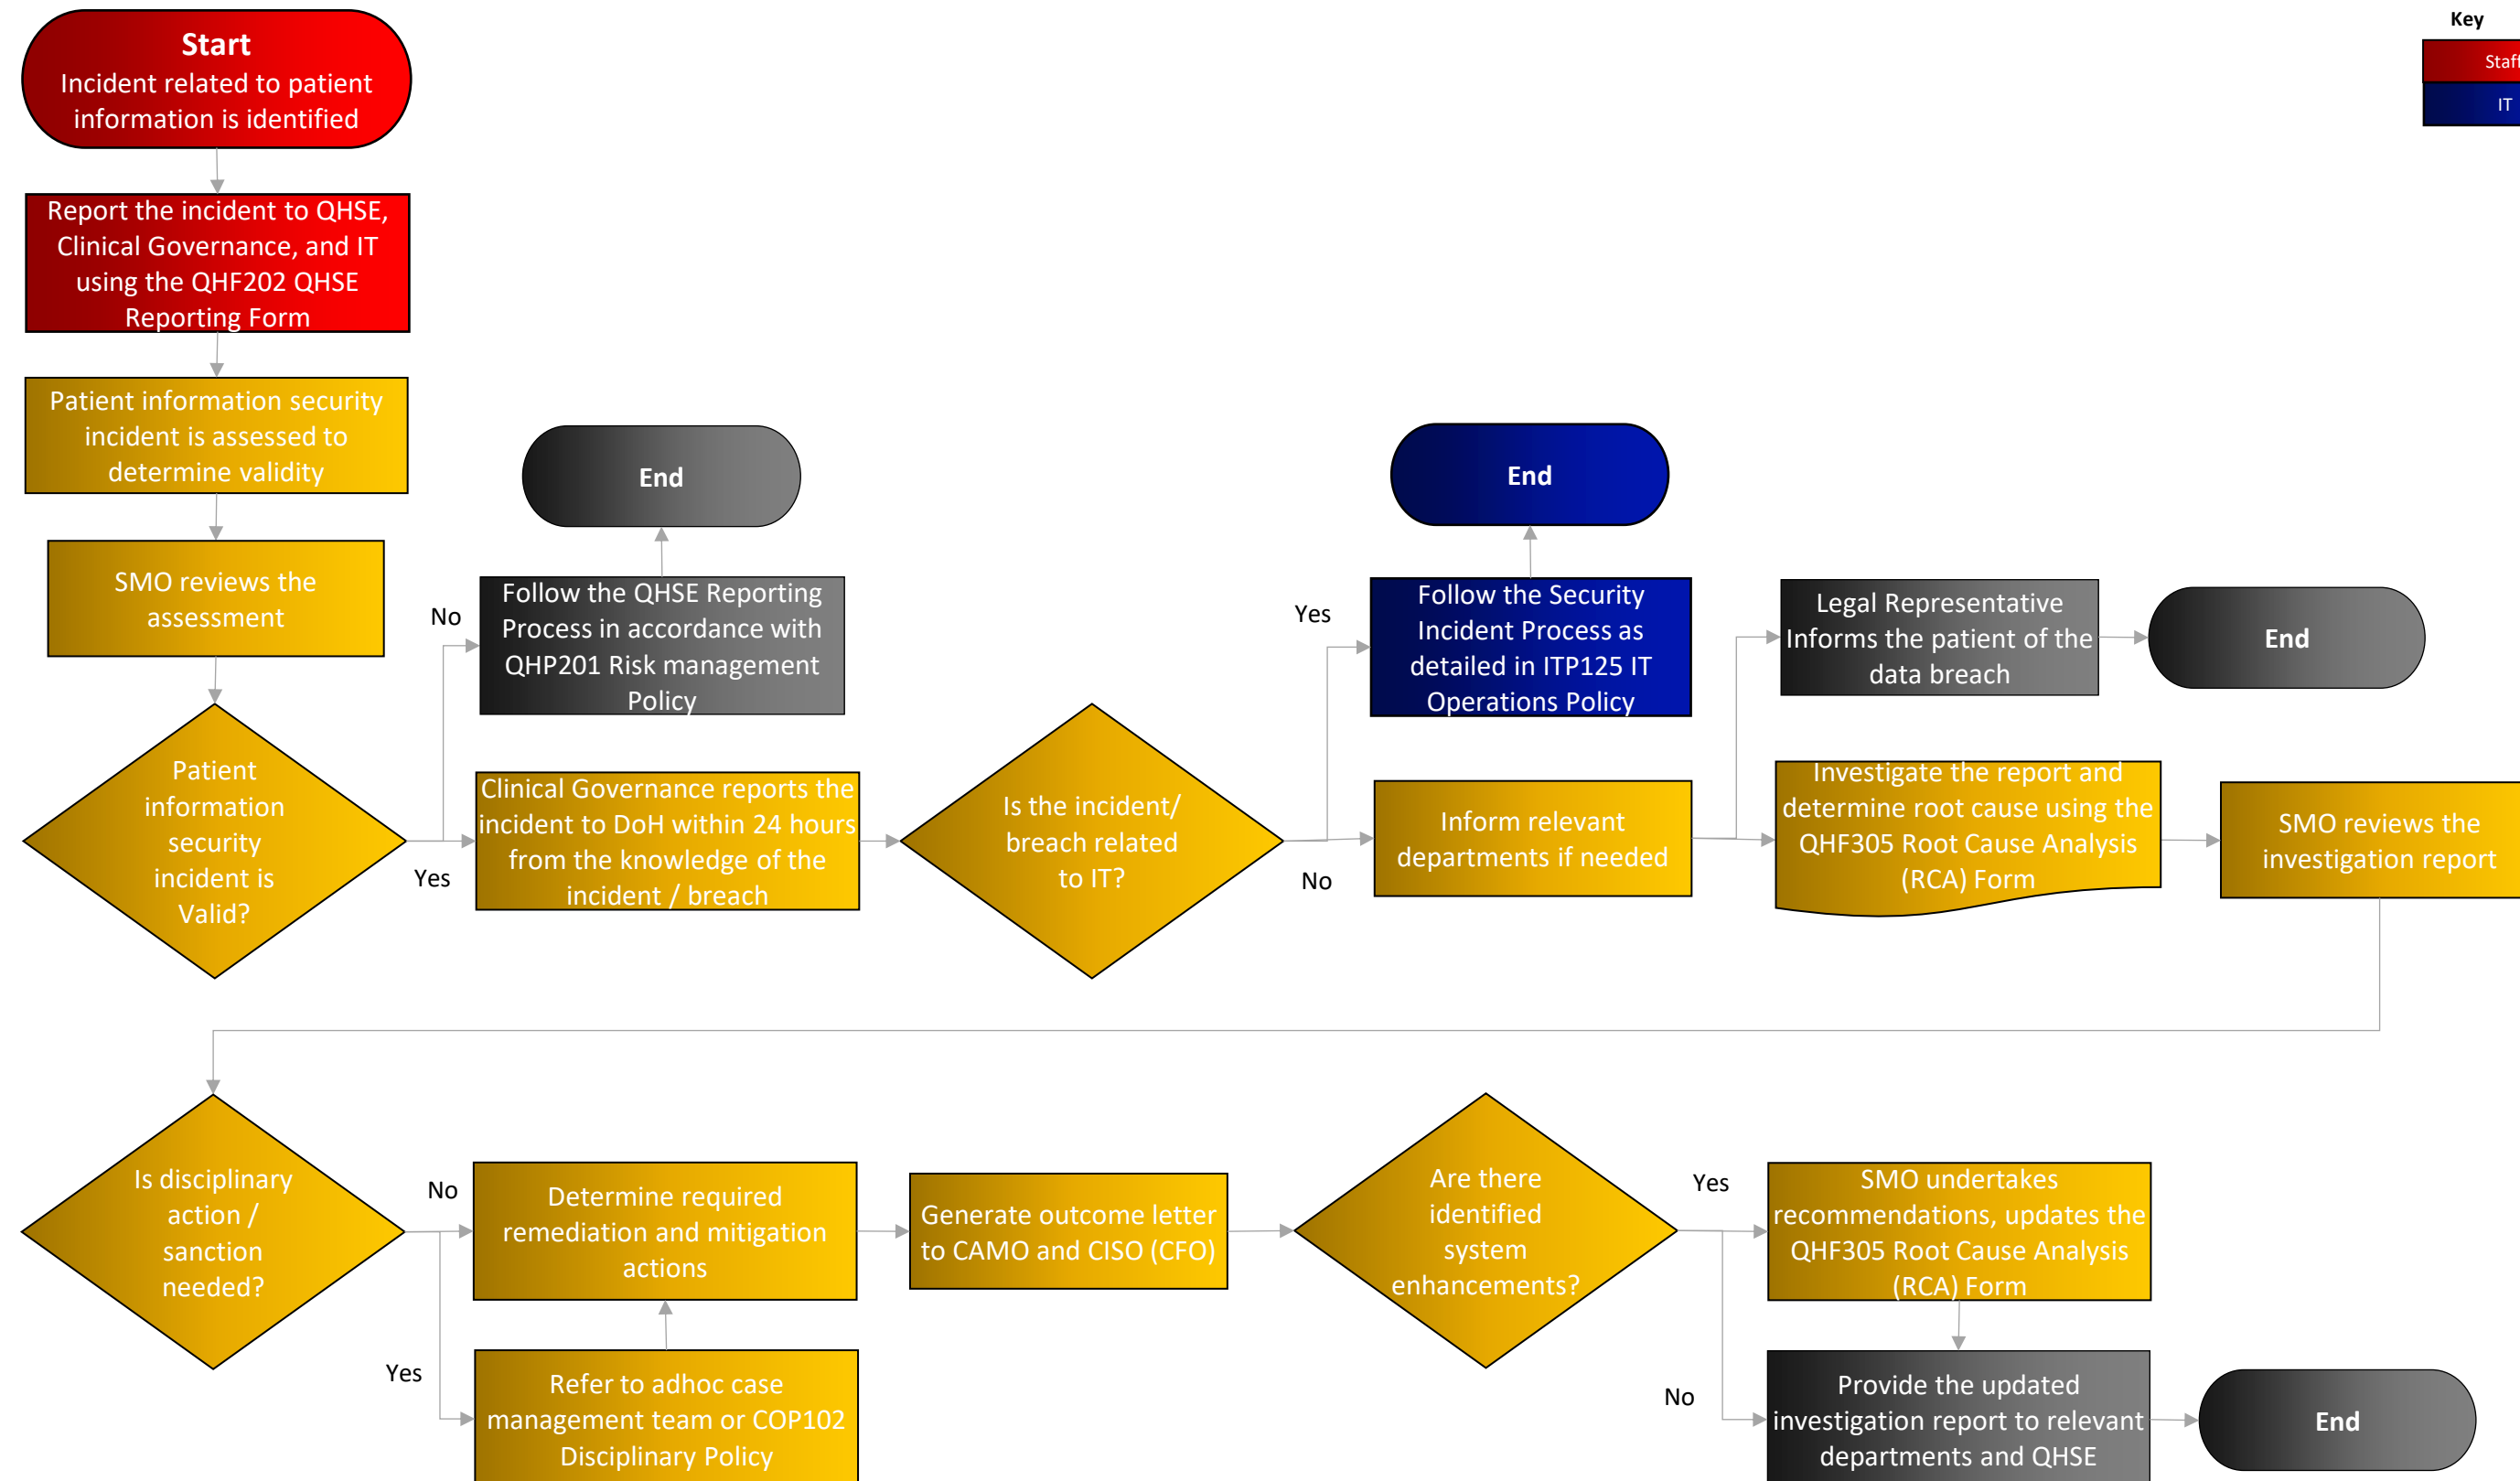 Key
Start
Incident related to patient
information is identified
Staff
IT
Report the incident to QHSE,
Clinical Governance, and IT
using the QHF202 QHSE
Reporting Form
Patient information security
incident is assessed to
determine validity
End
End
SMO reviews the
assessment
No
Follow the QHSE Reporting
Process in accordance with
QHP201 Risk management
Policy
Yes
Follow the Security
Incident Process as
detailed in ITP125 IT
Operations Policy
Legal Representative
Informs the patient of the
data breach
End
Patient
information
security
incident is
Valid?
Yes
Clinical Governance reports the
incident to DoH within 24 hours
from the knowledge of the
incident / breach
Is the incident/
breach related
to IT?
No
Inform relevant
departments if needed
Investigate the report and
determine root cause using the
QHF305 Root Cause Analysis
(RCA) Form
SMO reviews the
investigation report
Is disciplinary
action /
sanction
needed?
No
Determine required
remediation and mitigation
actions
Generate outcome letter
to CAMO and CISO (CFO)
Are there
identified
system
enhancements?
Yes
SMO undertakes
recommendations, updates the
QHF305 Root Cause Analysis
(RCA) Form
Yes
Refer to adhoc case
management team or COP102
Disciplinary Policy
No
Provide the updated
investigation report to relevant
departments and QHSE
End